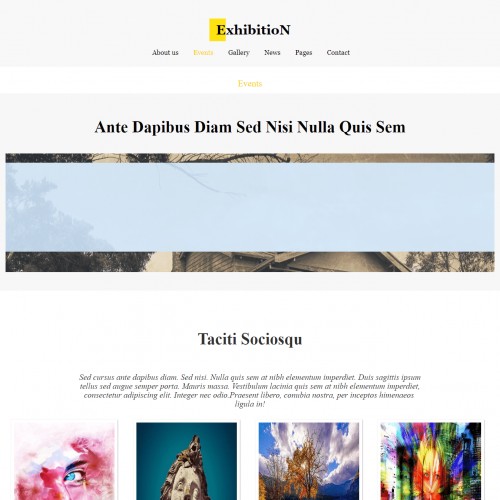 ExhibitioN
About us Events Gallery News Pages Contact
Events
Ante Dapibus Diam Sed Nisi Nulla Quis Sem
Taciti Sociosqu
Sed cursus ante dapibus diam. Sed nisi. Nulla quis sem at nibh elementum imperdiet. Duis sagittis ipsum
tellus sed augue semper porta. Mauris massa. Vestibulum lacinia quis sem at nibh elementum imperdiet,
consectetur adipiscing elit. Integer nec odio.Praesent libero, conubia nostra, per inceptos himenaeos
ligula in!